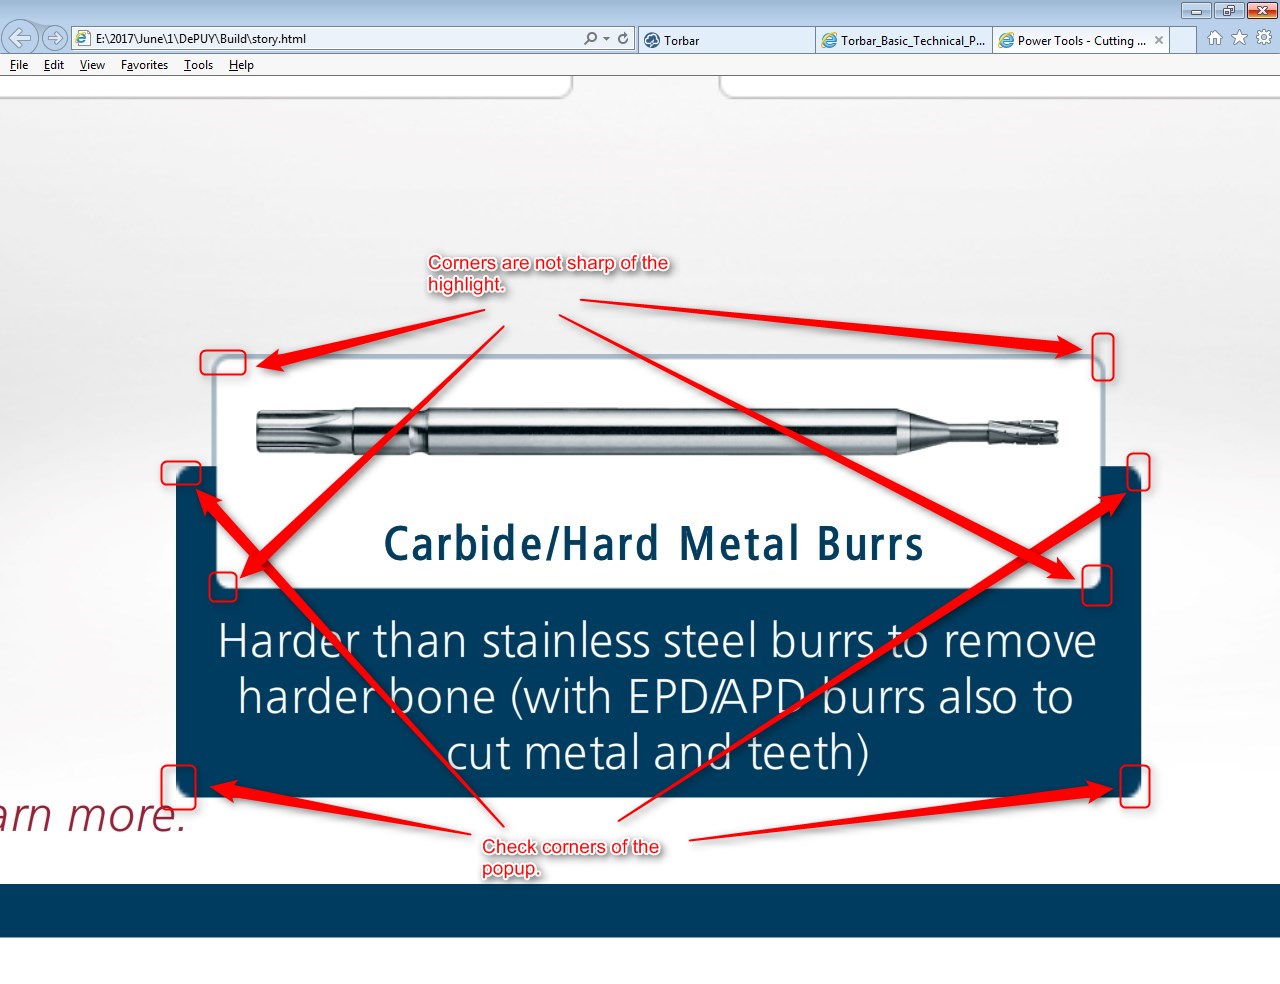 E:\2017\June\1\DePUY\Build\story.html
Torbar
Torbar_Basic_Technical_P...
Power Tools - Cutting ...
File Edit View Favorites Tools Help
Corners are not sharp of the
highlight.
Carbide/Hard Metal Burrs
Harder than stainless steel burrs to remove
harder bone (with EPD/APD burrs also to
cut metal and teeth)
arn more.
Check corners of the
popup.